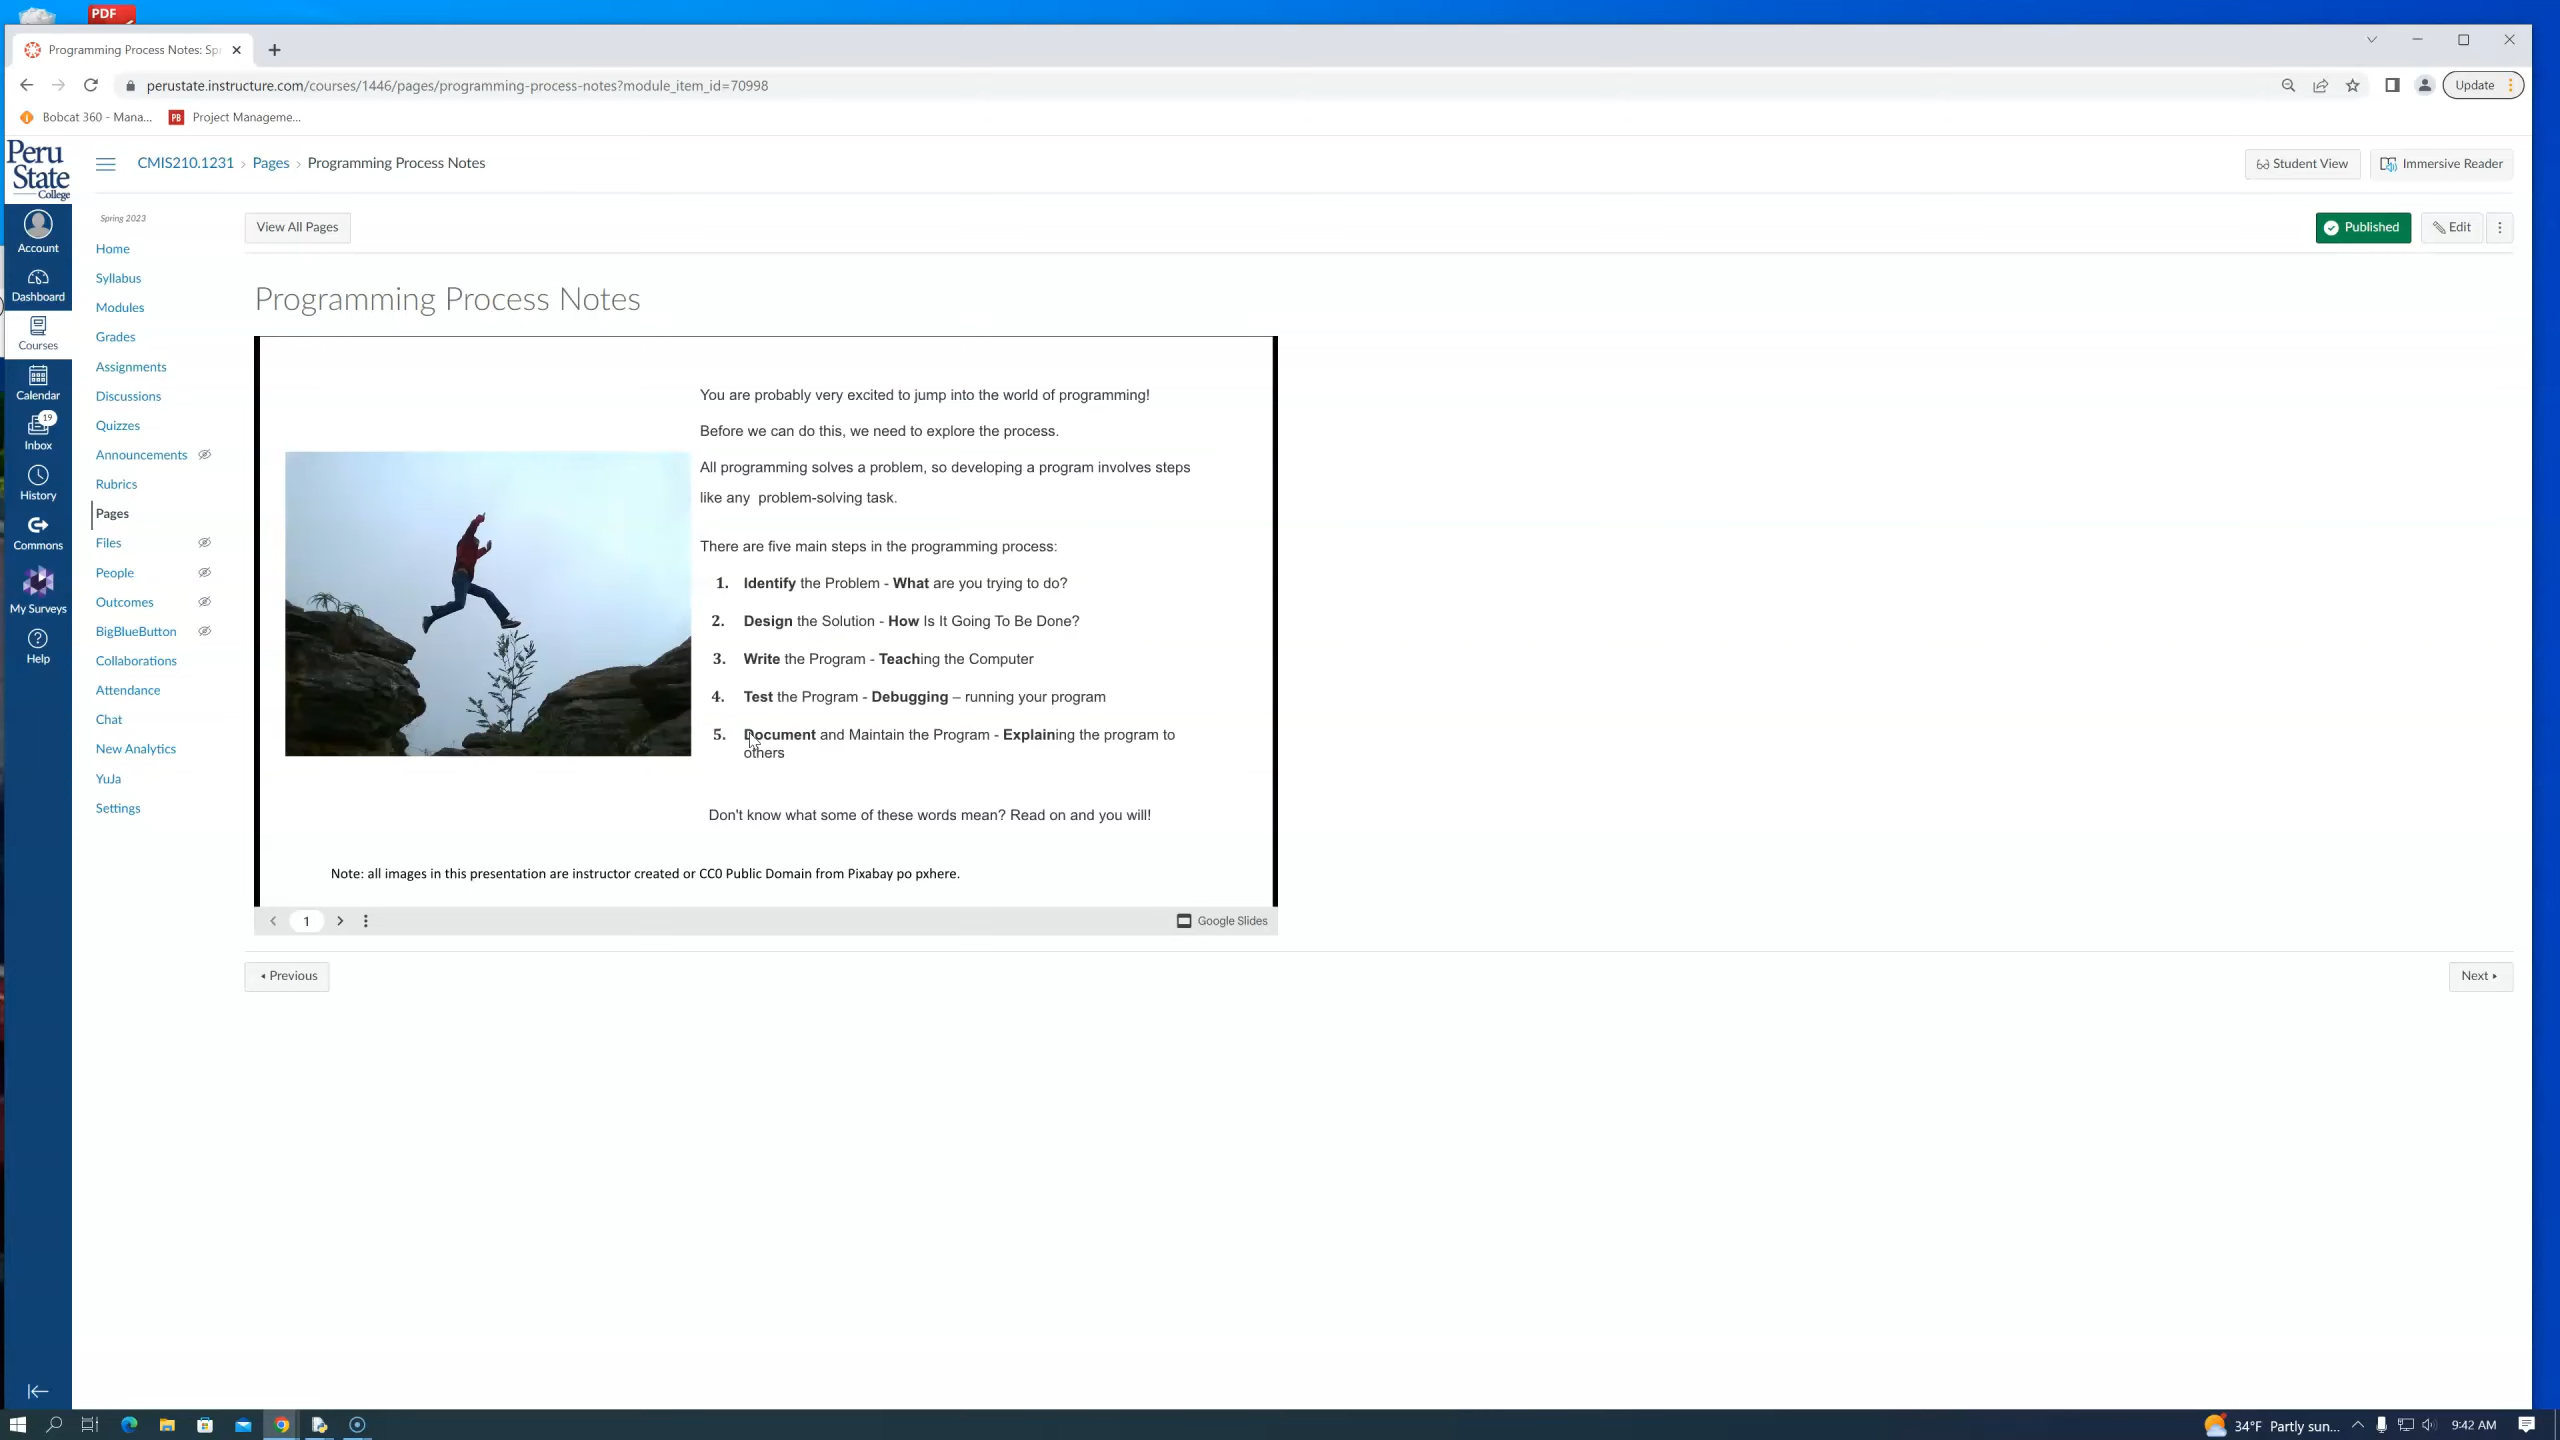 PDF
Programming Process Notes: Sp
perustate.instructure.com/courses/1446/pages/programming-process-notes?module_item_id=70998
Update
Bobcat 360 - Mana...
PB Project Manageme...
Peru
State
College
CMIS210.1231 › Pages › Programming Process Notes
Student View
Immersive Reader
Account
Dashboard
Courses
Calendar
19
Inbox
History
Commons
My Surveys
Help
Spring 2023
Home
Syllabus
Modules
Grades
Assignments
Discussions
Quizzes
Announcements
Rubrics
Pages
Files
People
Outcomes
BigBlueButton
Collaborations
Attendance
Chat
New Analytics
YuJa
Settings
View All Pages
Published
Edit
Programming Process Notes
You are probably very excited to jump into the world of programming!
Before we can do this, we need to explore the process.
All programming solves a problem, so developing a program involves steps
like any problem-solving task.
There are five main steps in the programming process:
1. Identify the Problem - What are you trying to do?
2. Design the Solution - How Is It Going To Be Done?
3. Write the Program - Teaching the Computer
4. Test the Program - Debugging – running your program
5. Document and Maintain the Program - Explaining the program to
others
Don't know what some of these words mean? Read on and you will!
Note: all images in this presentation are instructor created or CC0 Public Domain from Pixabay po pxhere.
1
Google Slides
Previous
Next
34°F Partly sun...
9:42 AM